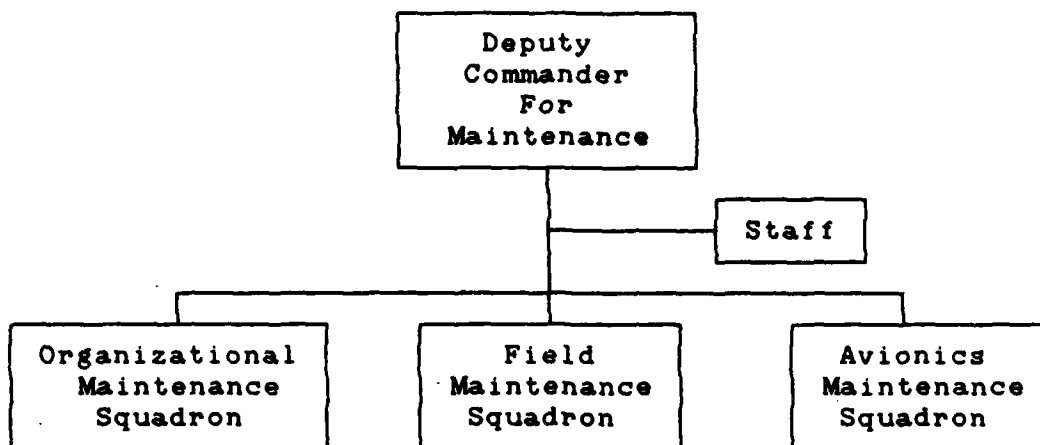 Deputy
Commander
For
Maintenance
Staff
Organizational
Maintenance
Squadron
Field
Maintenance
Squadron
Avionics
Maintenance
Squadron